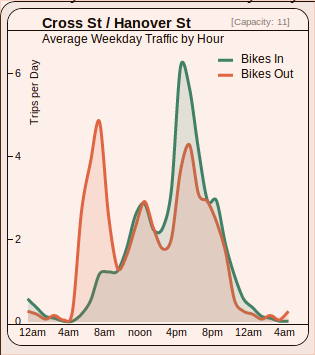 Cross St / Hanover St [Capacity: 11]
Average Weekday Traffic by Hour
Bikes In
Bikes Out
Trips per Day
6
4
2
0
12am 4am 8am noon 4pm 8pm 12am 4am